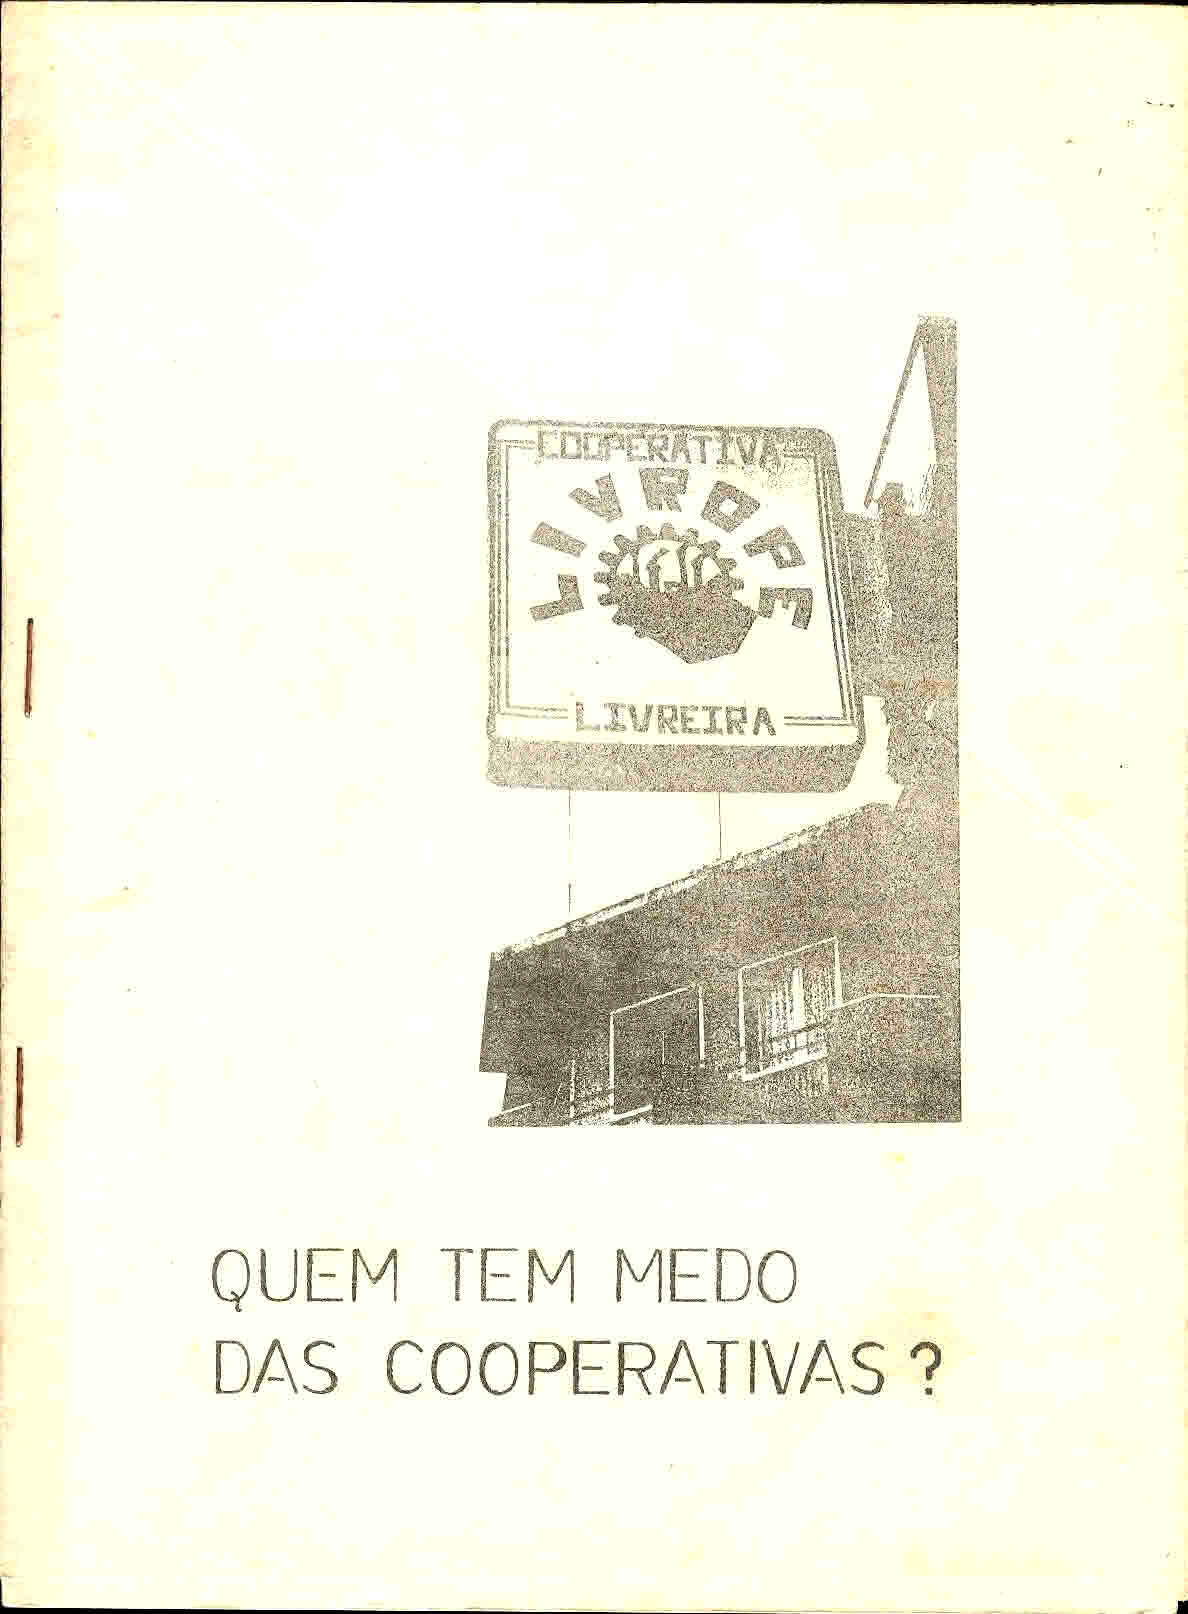 COOPERATIVA
LIVROPE
LIVREIRA
QUEM TEM MEDO
DAS COOPERATIVAS?